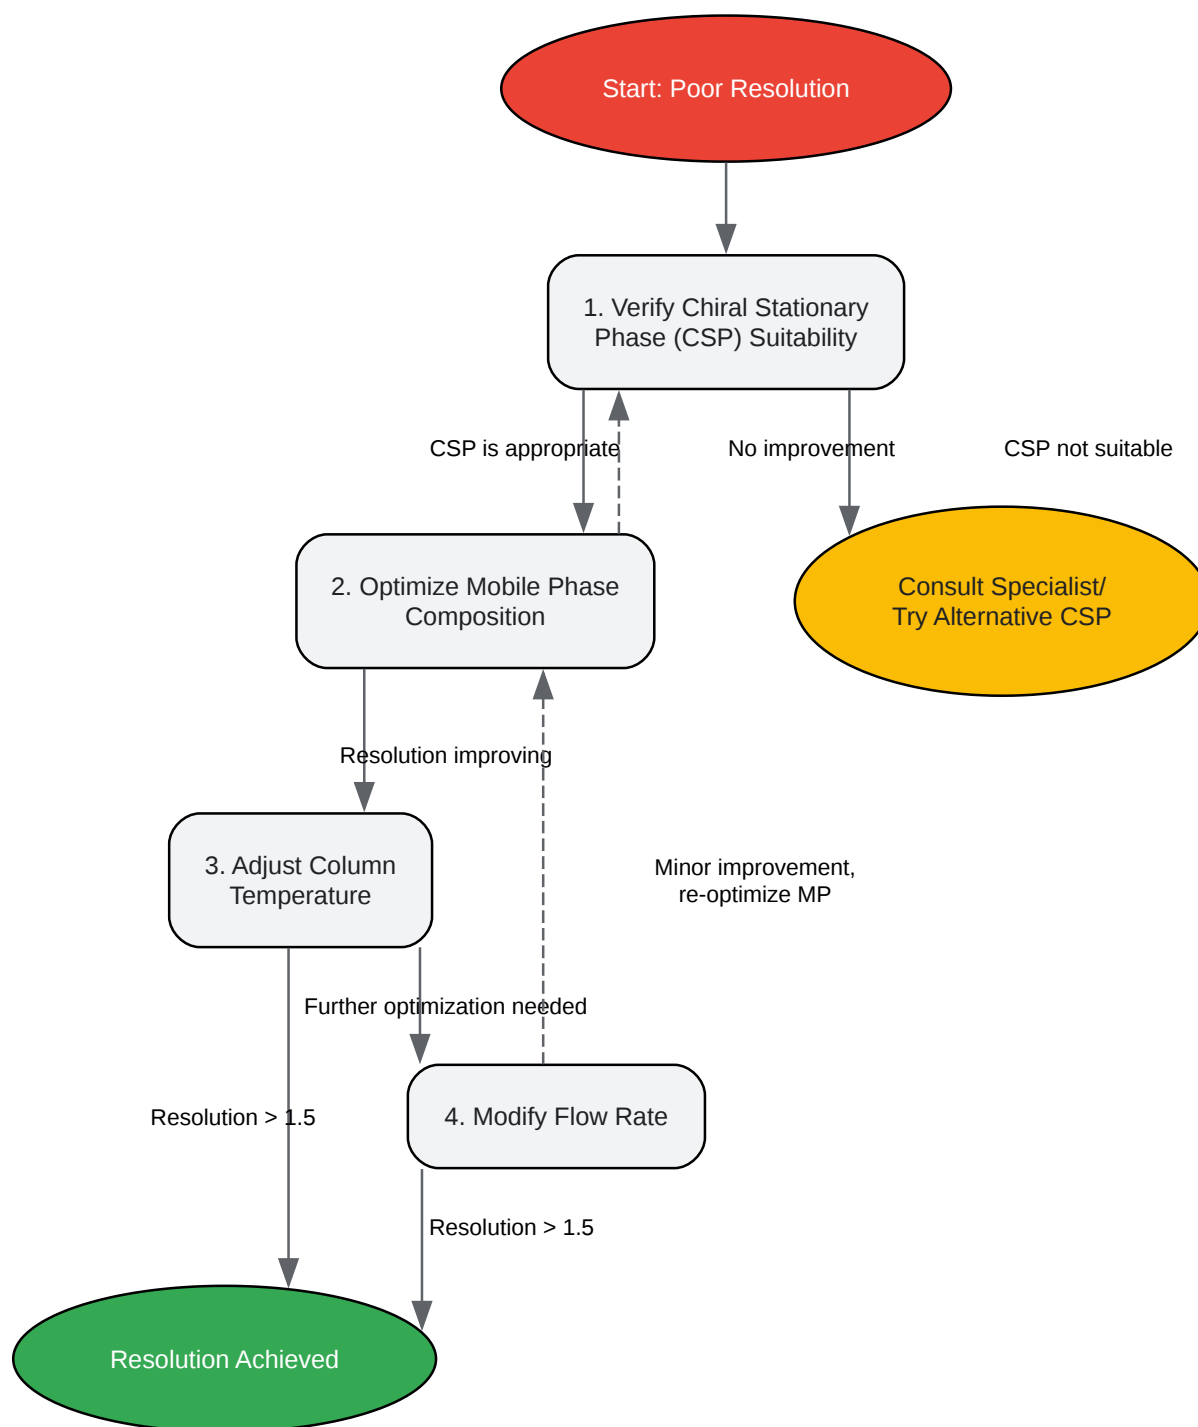 Start: Poor Resolution
1. Verify Chiral Stationary
Phase (CSP) Suitability
CSP is appropriate
No improvement
CSP not suitable
2. Optimize Mobile Phase
Composition
Consult Specialist/
Try Alternative CSP
Resolution improving
3. Adjust Column
Temperature
Minor improvement,
re-optimize MP
Further optimization needed
Resolution > 1.5
4. Modify Flow Rate
Resolution > 1.5
Resolution Achieved